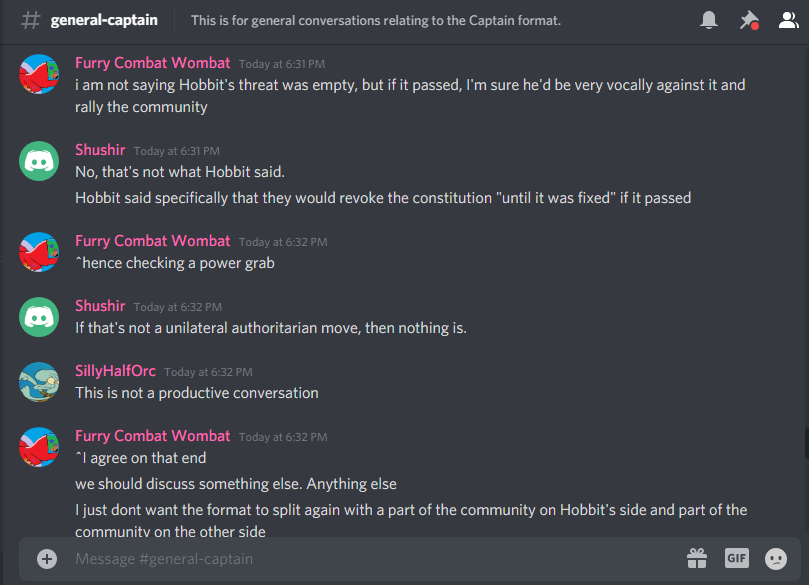 # general-captain This is for general conversations relating to the Captain format.
Furry Combat Wombat Today at 6:31 PM
i am not saying Hobbit's threat was empty, but if it passed, I'm sure he'd be very vocally against it and
rally the community
Shushir Today at 6:31 PM
No, that's not what Hobbit said.
Hobbit said specifically that they would revoke the constitution "until it was fixed" if it passed
Furry Combat Wombat Today at 6:32 PM
^hence checking a power grab
Shushir Today at 6:32 PM
If that's not a unilateral authoritarian move, then nothing is.
SillyHalfOrc Today at 6:32 PM
This is not a productive conversation
Furry Combat Wombat Today at 6:32 PM
^I agree on that end
we should discuss something else. Anything else
I just dont want the format to split again with a part of the community on Hobbit's side and part of the
community on the other side
Message #general-captain
GIF